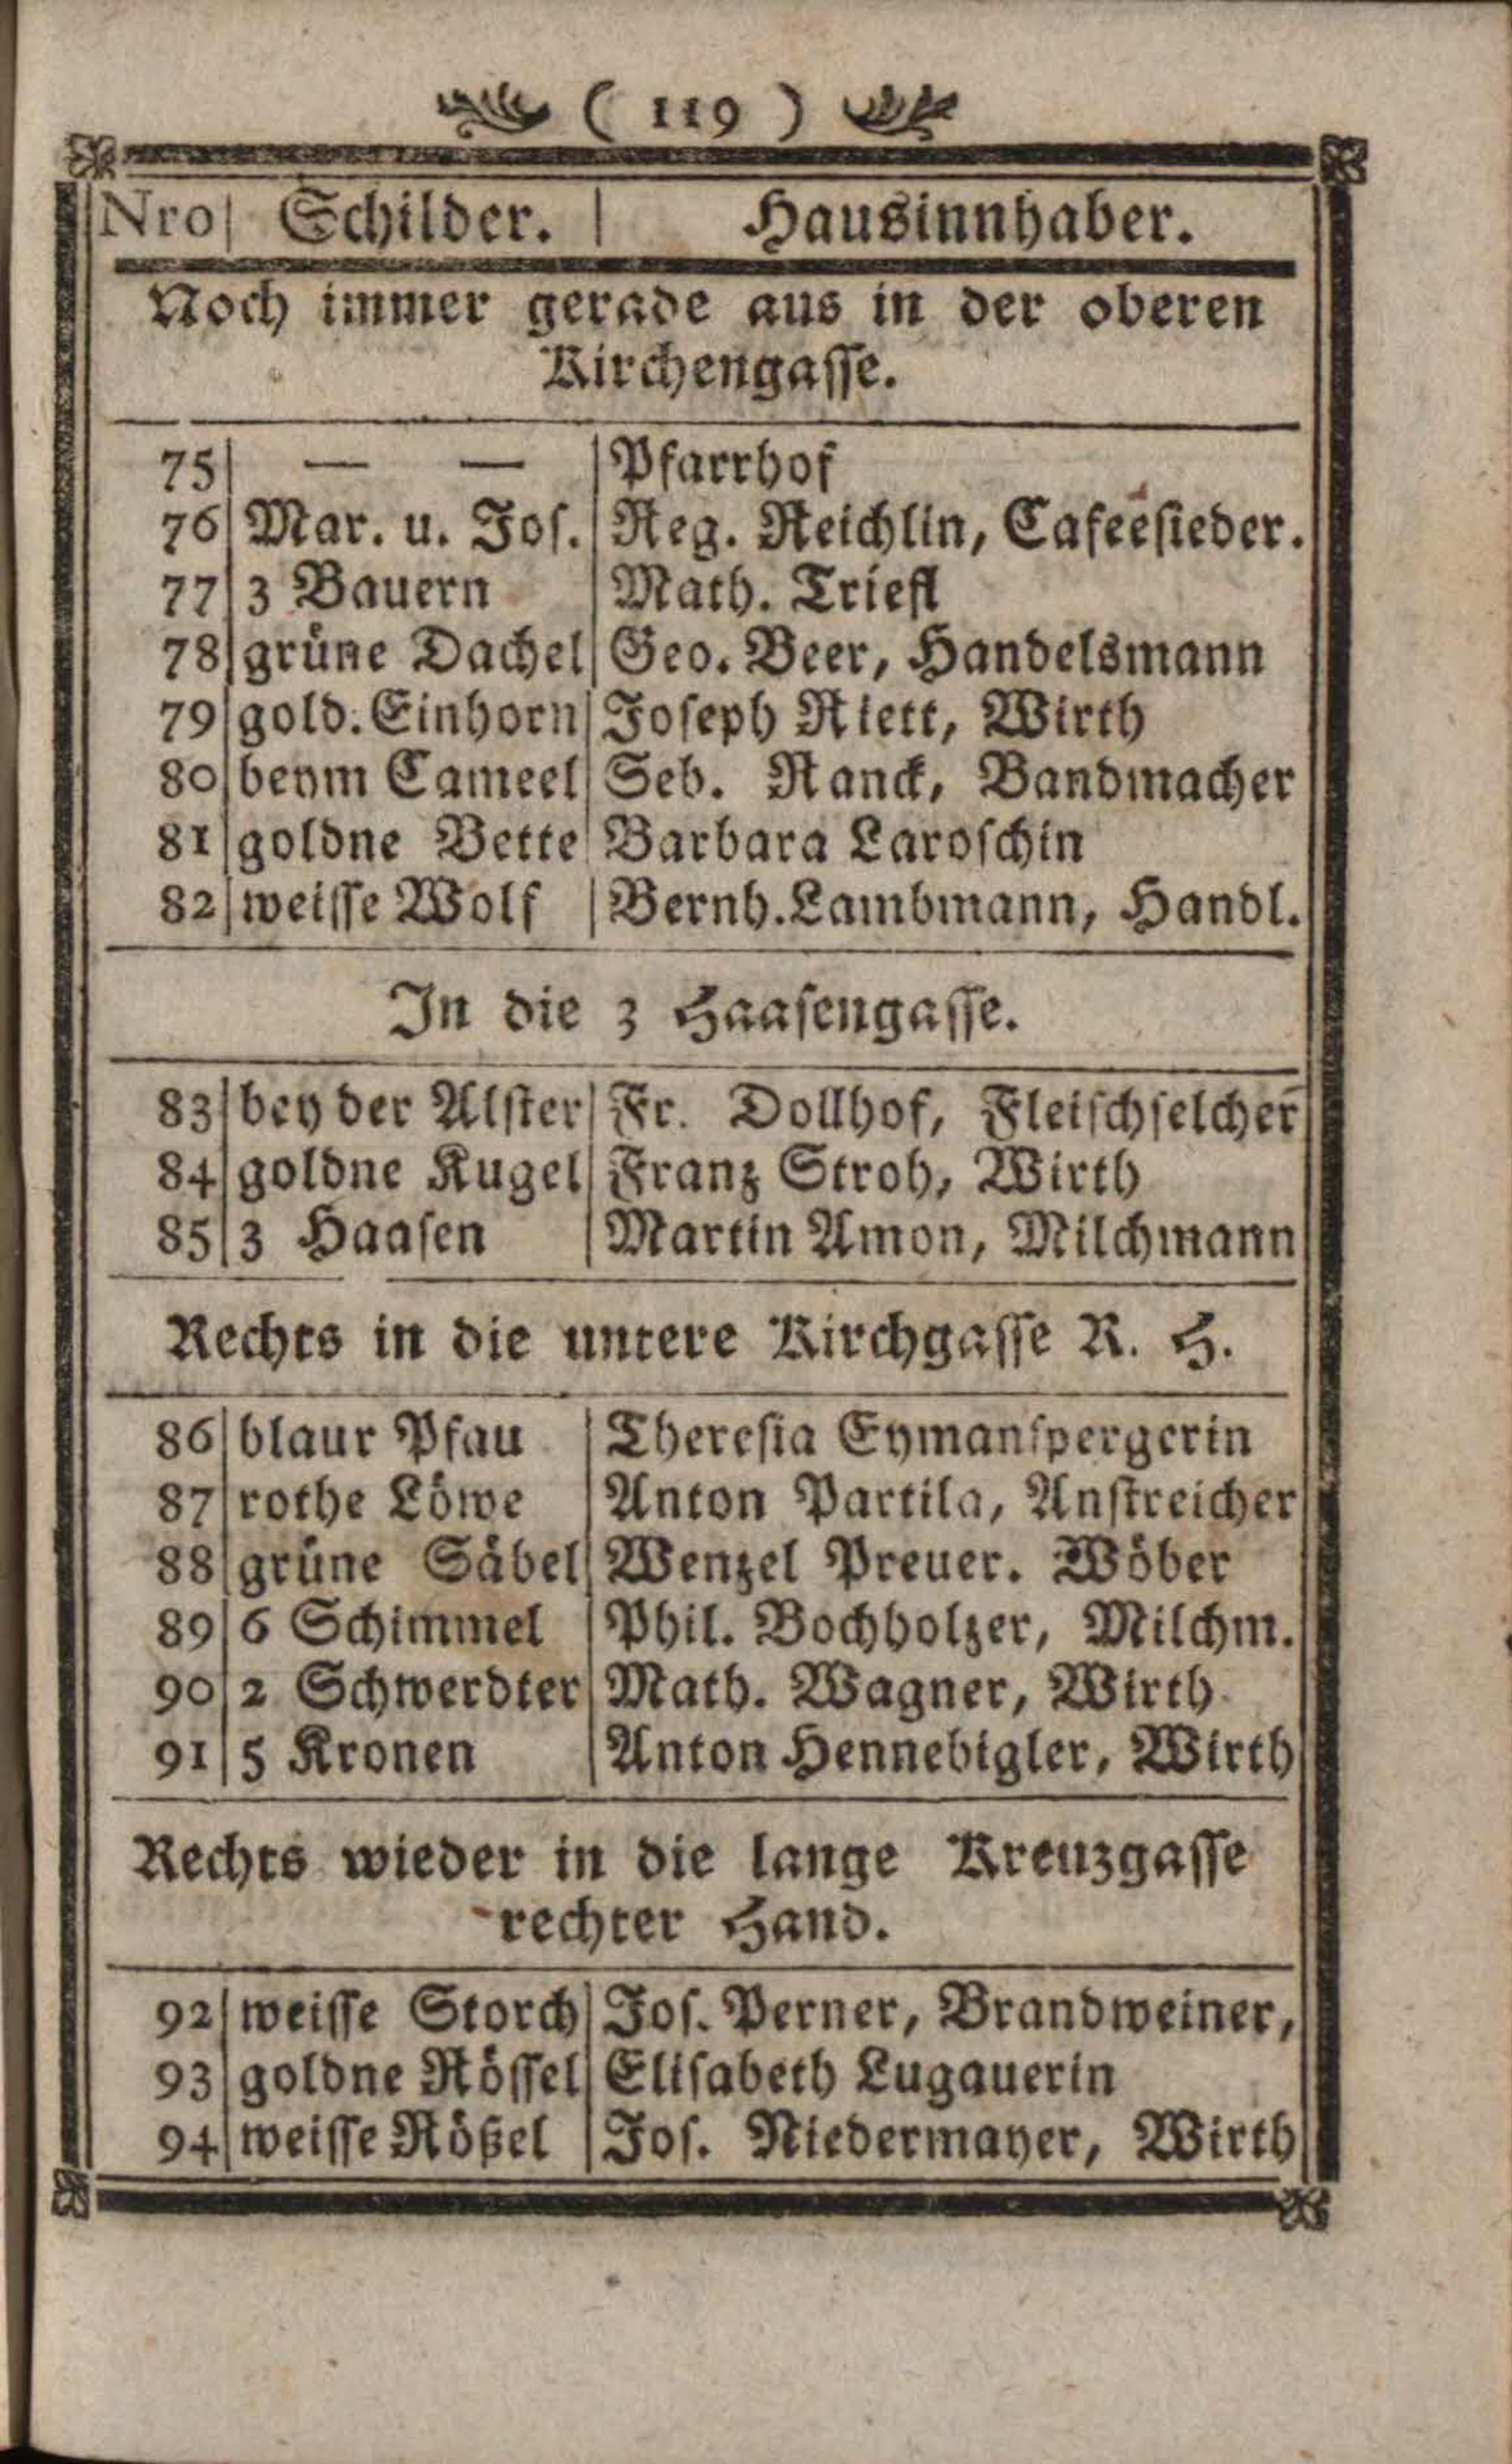 ( 119 )
Nro | Schilder. | Hausinnhaber.
Noch immer gerade aus in der oberen
Kirchengasse.
75 | — — | Pfarrhof
76 | Mar. u. Jos. | Reg. Reichlin, Cafeesieder.
77 | 3 Bauern | Math. Triefl
78 | grüne Dachel | Geo. Beer, Handelsmann
79 | gold. Einhorn | Joseph Riett, Wirth
80 | beym Cameel | Seb. Ranck, Bandmacher
81 | goldne Bette | Barbara Laroschin
82 | weisse Wolf | Bernh. Lambmann, Handl.
In die 3 Haasengasse.
83 | bey der Alster | Fr. Dollhof, Fleischselcher
84 | goldne Kugel | Franz Stroh, Wirth
85 | 3 Haasen | Martin Amon, Milchmann
Rechts in die untere Kirchgasse R. H.
86 | blaur Pfau | Theresia Eymanspergerin
87 | rothe Löwe | Anton Partila, Anstreicher
88 | grüne Säbel | Wenzel Preuer. Wöber
89 | 6 Schimmel | Phil. Bochholzer, Milchm.
90 | 2 Schwerdter | Math. Wagner, Wirth
91 | 5 Kronen | Anton Hennebigler, Wirth
Rechts wieder in die lange Kreuzgasse
rechter Hand.
92 | weisse Storch | Jos. Perner, Brandweiner,
93 | goldne Rössel | Elisabeth Lugauerin
94 | weisse Rößel | Jos. Niedermayer, Wirth